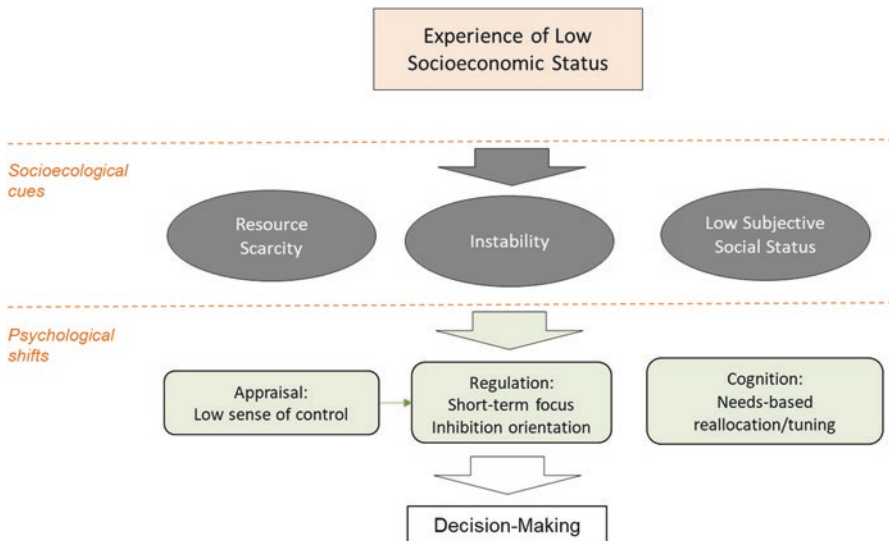 Experience of Low
Socioeconomic Status
Socioecological
cues
Resource
Scarcity
Instability
Low Subjective
Social Status
Psychological
shifts
Appraisal:
Low sense of control
Regulation:
Short-term focus
Inhibition orientation
Cognition:
Needs-based
reallocation/tuning
Decision-Making